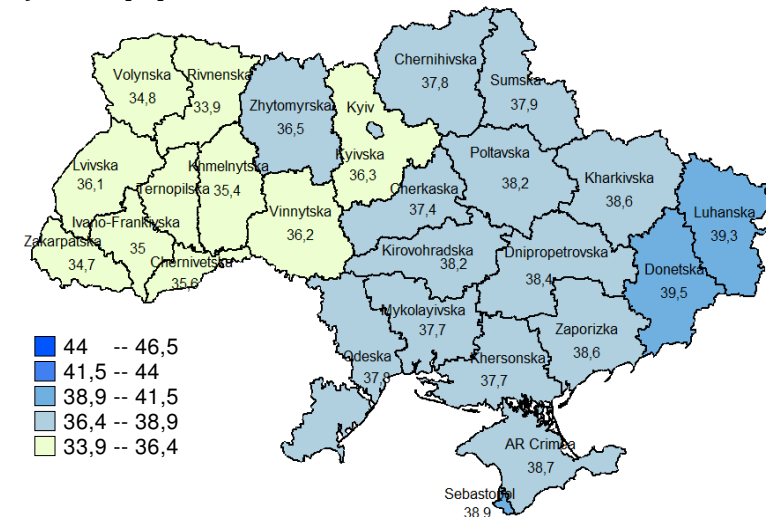 Volynska
34,8
Rivnenska
33,9
Zhytomyrska
36,5
Kyiv
Kyivska
36,3
Chernihivska
37,8
Sumska
37,9
Lvivska
36,1
Ternopilska
Khmelnytska
35,4
Vinnytska
36,2
Ivano-Frankivska
35
Zakarpatska
34,7
Chernivetska
35,6
Cherkaska
37,4
Poltavska
38,2
Kharkivska
38,6
Luhanska
39,3
Donetska
39,5
Kirovohradska
38,2
Dnipropetrovska
38,4
Zaporizka
38,6
Mykolayivska
37,7
Odeska
37,8
Khersonska
37,7
AR Crimea
38,7
Sebastopol
38,9
44 -- 46,5
41,5 -- 44
38,9 -- 41,5
36,4 -- 38,9
33,9 -- 36,4